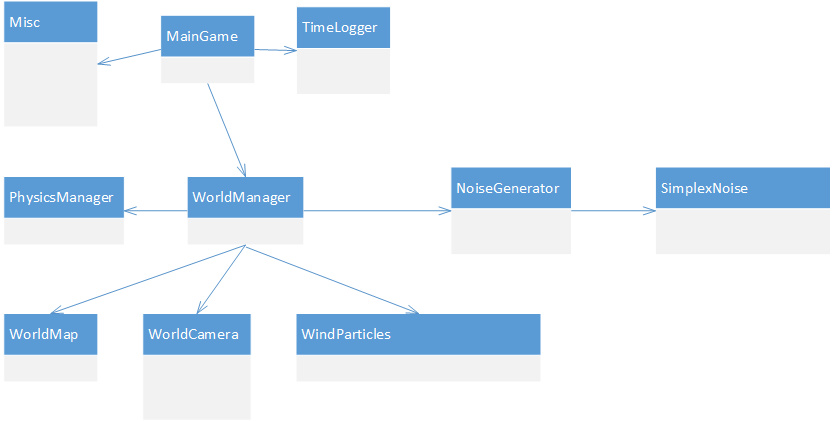 Misc
MainGame
TimeLogger
PhysicsManager
WorldManager
NoiseGenerator
SimplexNoise
WorldMap
WorldCamera
WindParticles